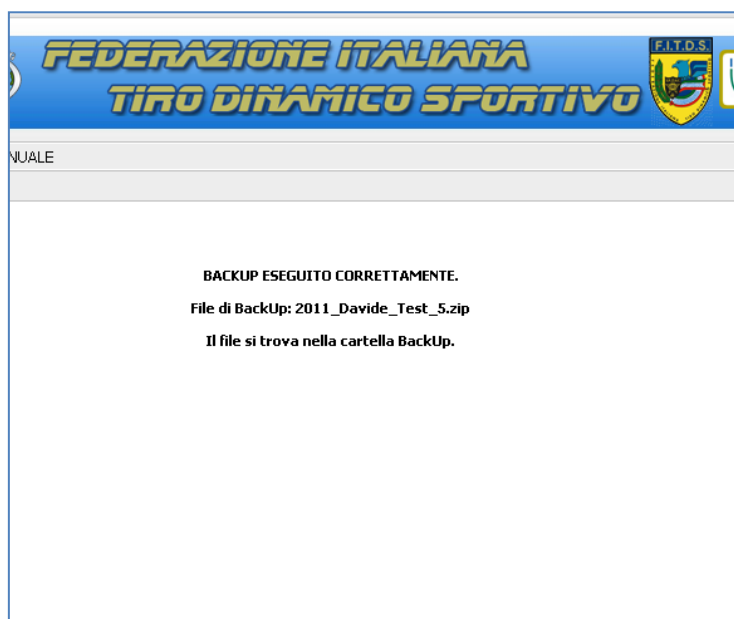 FEDERAZIONE ITALIANA
TIRO DINAMICO SPORTIVO
F.I.T.D.S.
NUALE
BACKUP ESEGUITO CORRETTAMENTE.
File di BackUp: 2011_Davide_Test_5.zip
Il file si trova nella cartella BackUp.